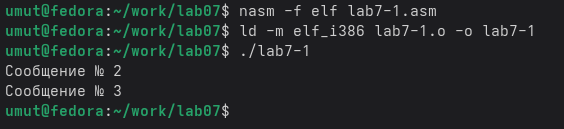 umut@fedora:~/work/lab07$ nasm -f elf lab7-1.asm
umut@fedora:~/work/lab07$ ld -m elf_i386 lab7-1.o -o lab7-1
umut@fedora:~/work/lab07$ ./lab7-1
Сообщение № 2
Сообщение № 3
umut@fedora:~/work/lab07$